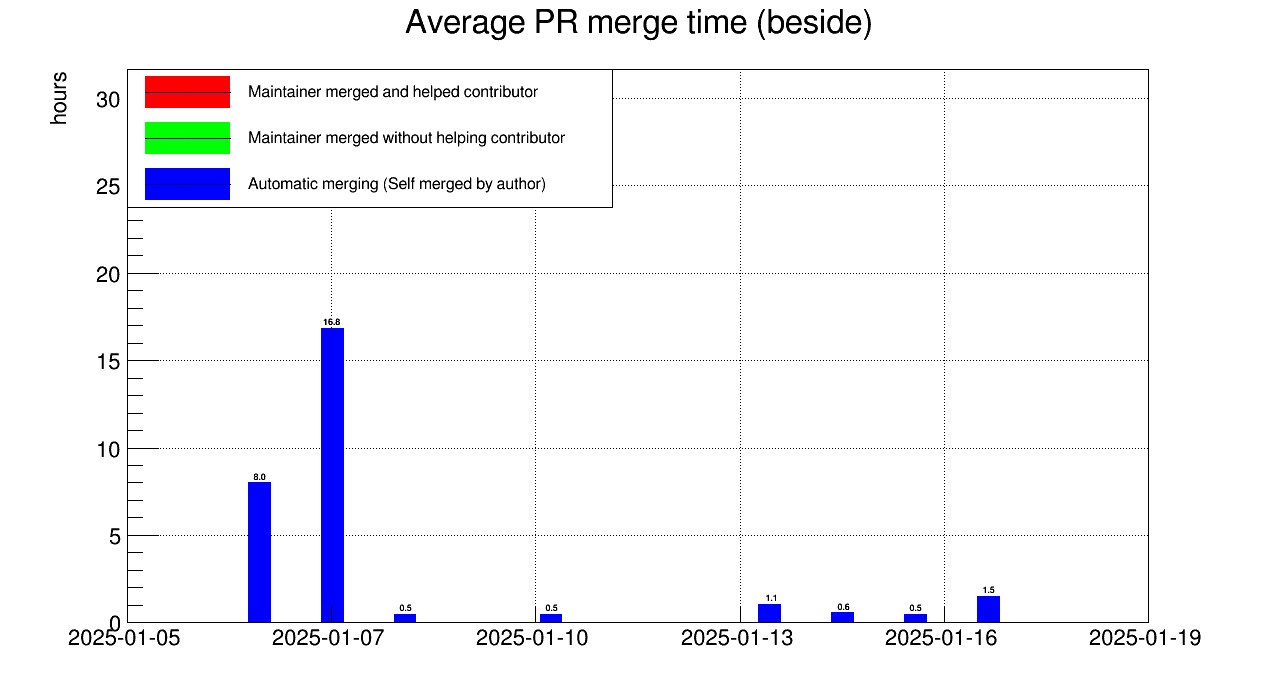 Average PR merge time (beside)
hours
Maintainer merged and helped contributor
Maintainer merged without helping contributor
Automatic merging (Self merged by author)
30
25
20
15
10
5
0
8.0
16.8
0.5
0.5
1.1
0.6
0.5
1.5
2025-01-05 2025-01-07 2025-01-10 2025-01-13 2025-01-16 2025-01-19